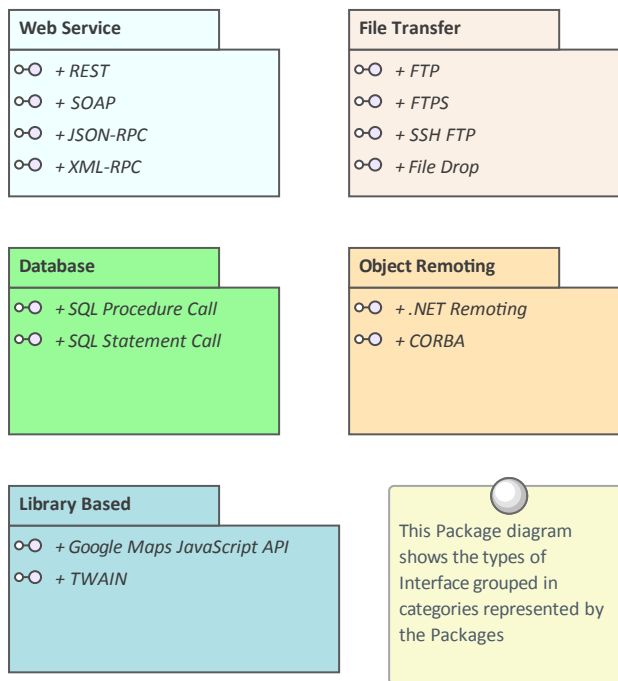 Web Service
+ REST
+ SOAP
+ JSON-RPC
+ XML-RPC
File Transfer
+ FTP
+ FTPS
+ SSH FTP
+ File Drop
Database
+ SQL Procedure Call
+ SQL Statement Call
Object Remoting
+ .NET Remoting
+ CORBA
Library Based
+ Google Maps JavaScript API
+ TWAIN
This Package diagram
shows the types of
Interface grouped in
categories represented by
the Packages